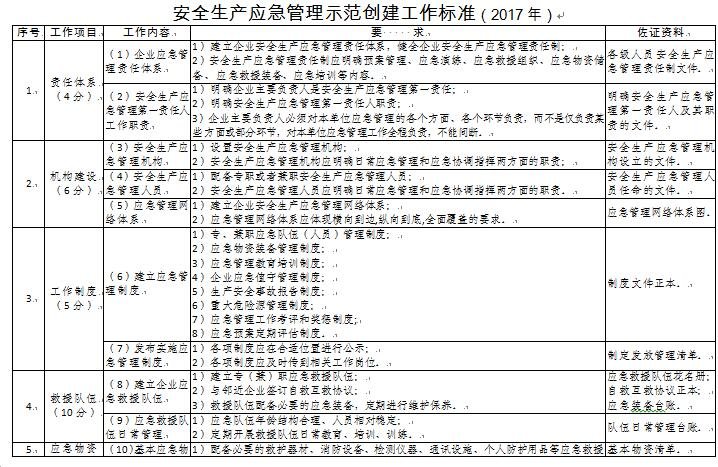 安全生产应急管理示范创建工作标准（2017 年）
序号 工作项目 工作内容 要 求 佐证资料
1.
责任体系
（4 分）
（1）企业应急管
理责任体系.
1）建立企业安全生产应急管理责任体系，健全企业安全生产应急管理责任制；
2）安全生产应急管理责任制应明确预案管理、应急演练、应急救援组织、应急物资储
备、应急救援装备、应急培训等内容.
各级人员安全生产应
急管理责任制文件.
（2）安全生产应
急管理第一责任人
工作职责.
1）明确企业主要负责人是安全生产应急管理第一责任；
2）明确安全生产应急管理第一责任人职责；
3）企业主要负责人必须对本单位应急管理的各个方面、各个环节负责，而不是仅负责某
些方面或部分环节，对本单位应急管理工作全程负责，不能间断.
明确安全生产应急管
理第一责任人及其职
责的文件.
2.
机构建设
（6 分）
（3）安全生产应
急管理机构
1）设置安全生产应急管理机构；
2）安全生产应急管理机构应明确日常应急管理和应急协调指挥两方面的职责；
安全生产应急管理机
构设立的文件.
（4）安全生产应
急管理人员
1）配备专职或者兼职安全生产应急管理人员；
2）安全生产应急管理人员应明确日常应急管理和应急协调指挥两方面的职责.
安全生产应急管理人
员任命的文件.
（5）应急管理网
络体系
1）建立企业安全生产应急管理网络体系；
2）应急管理网络体系应体现横向到边,纵向到底,全面覆盖的要求.
应急管理网络体系图.
3.
工作制度
（5 分）
（6）建立应急管
理制度.
1）专、兼职应急队伍（人员）管理制度；
2）应急物资装备管理制度；
3）应急管理教育培训制度；
4）企业应急值守管理制度；
5）生产安全事故报告制度；
6）重大危险源管理制度；
7）应急管理工作考评和奖惩制度;
8）应急预案定期评估制度.
制度文件正本.
（7）发布实施应
急管理制度.
1）各项制度应在合适位置进行公示；
2）各项制度应及时传到相关工作岗位.
制定发放管理清单.
4.
救援队伍
（10 分）
（8）建立企业应
急救援队伍.
1）建立专（兼）职应急救援队伍；
2）与邻近企业签订自救互救协议；
3）救援队伍配备必要的应急装备，定期进行维护保养.
应急救援队伍花名册；
自救互救协议正本；
应急装备台账.
（9）应急救援队
伍日常管理.
1）应急队伍年龄结构合理、人员相对稳定；
2）定期开展救援队伍日常教育、培训、训练.
队伍日常管理台账.
5.
应急物资
（10）基本应急物
1）配备必要的救护器材、消防设备、检测仪器、通讯设施、个人防护用品等应急救援
基本物资清单.